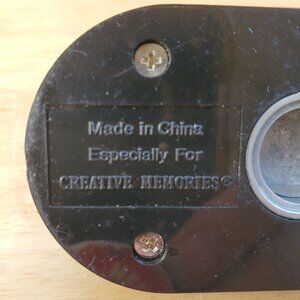 Made in China
Especially For
CREATIVE MEMORIES®